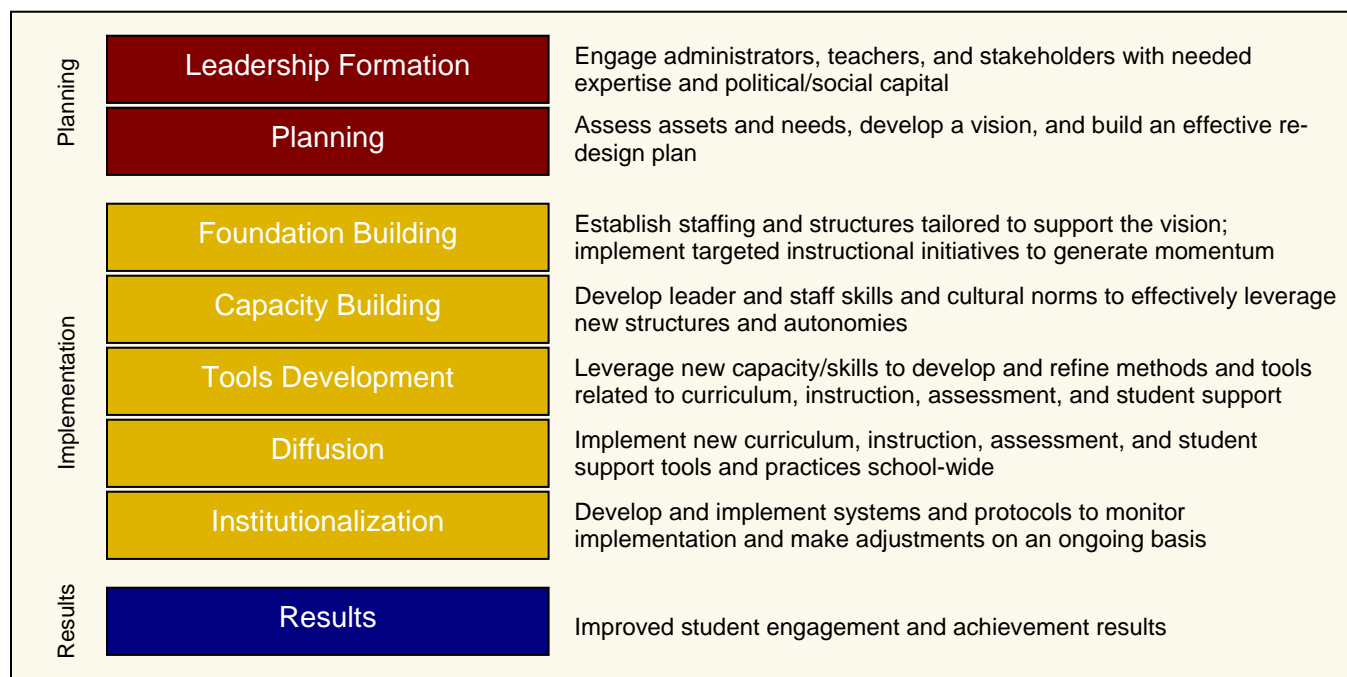 Planning
Leadership Formation
Engage administrators, teachers, and stakeholders with needed
expertise and political/social capital
Planning
Assess assets and needs, develop a vision, and build an effective re-
design plan
Implementation
Foundation Building
Establish staffing and structures tailored to support the vision;
implement targeted instructional initiatives to generate momentum
Capacity Building
Develop leader and staff skills and cultural norms to effectively leverage
new structures and autonomies
Tools Development
Leverage new capacity/skills to develop and refine methods and tools
related to curriculum, instruction, assessment, and student support
Diffusion
Implement new curriculum, instruction, assessment, and student
support tools and practices school-wide
Institutionalization
Develop and implement systems and protocols to monitor
implementation and make adjustments on an ongoing basis
Results
Results
Improved student engagement and achievement results